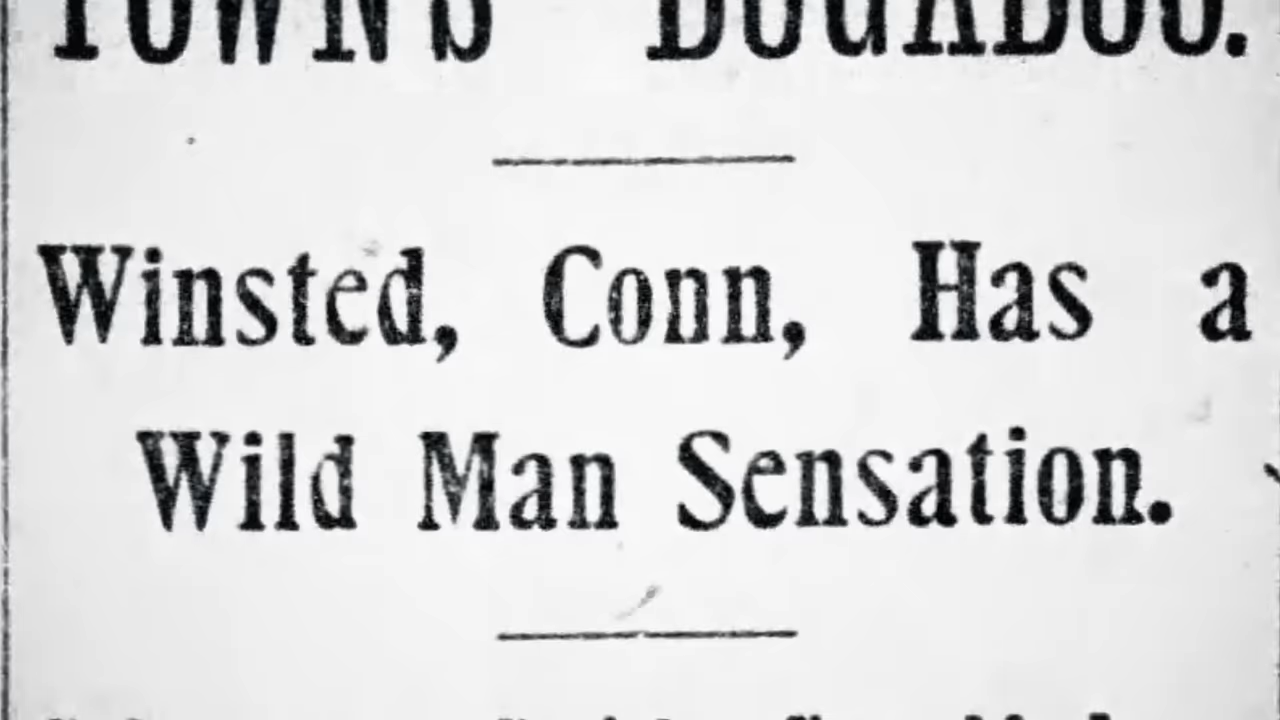 TOWN'S BUGABOO.
Winsted, Conn, Has a
Wild Man Sensation.